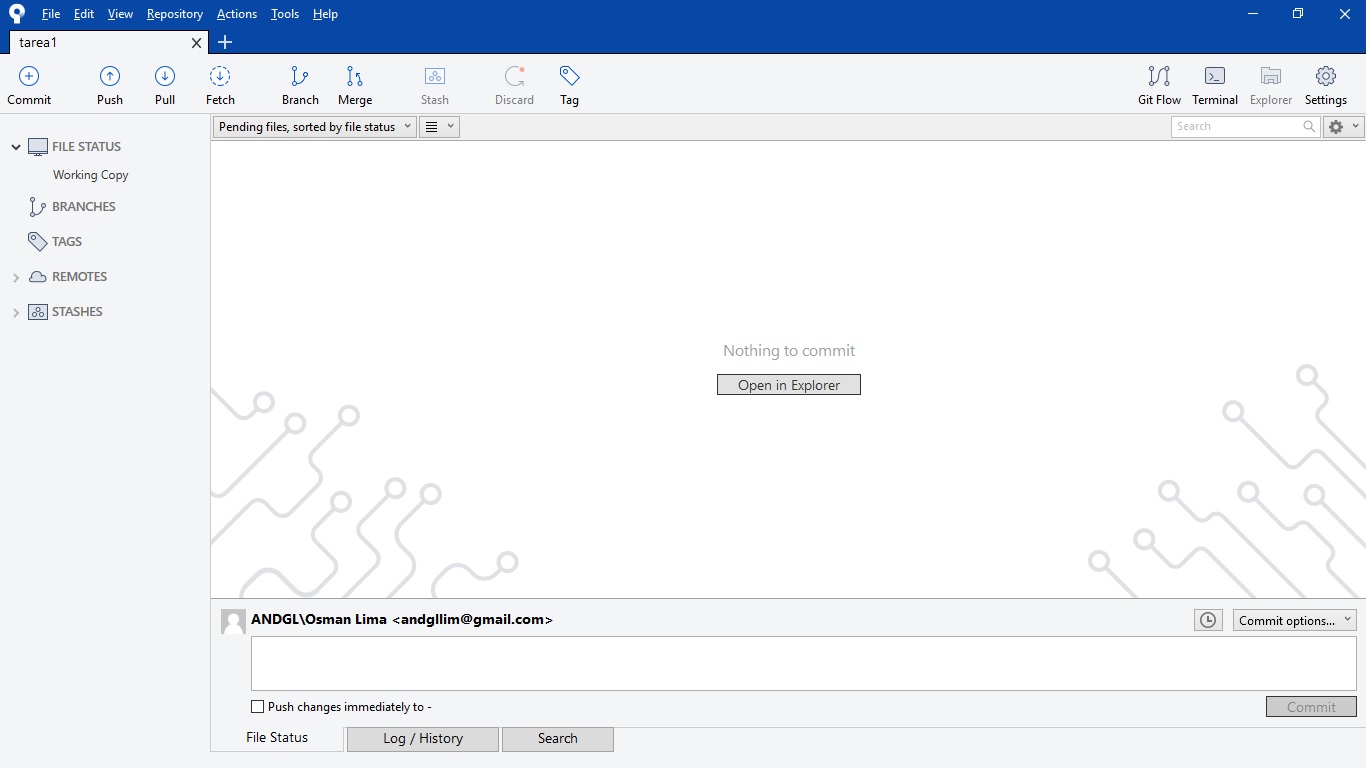 File Edit View Repository Actions Tools Help
tarea1
Commit Push Pull Fetch Branch Merge Stash Discard Tag Git Flow Terminal Explorer Settings
Pending files, sorted by file status
Search
FILE STATUS
Working Copy
BRANCHES
TAGS
REMOTES
STASHES
Nothing to commit
Open in Explorer
ANDGL\Osman Lima <andgllim@gmail.com>
Commit options...
Push changes immediately to -
Commit
File Status Log / History Search